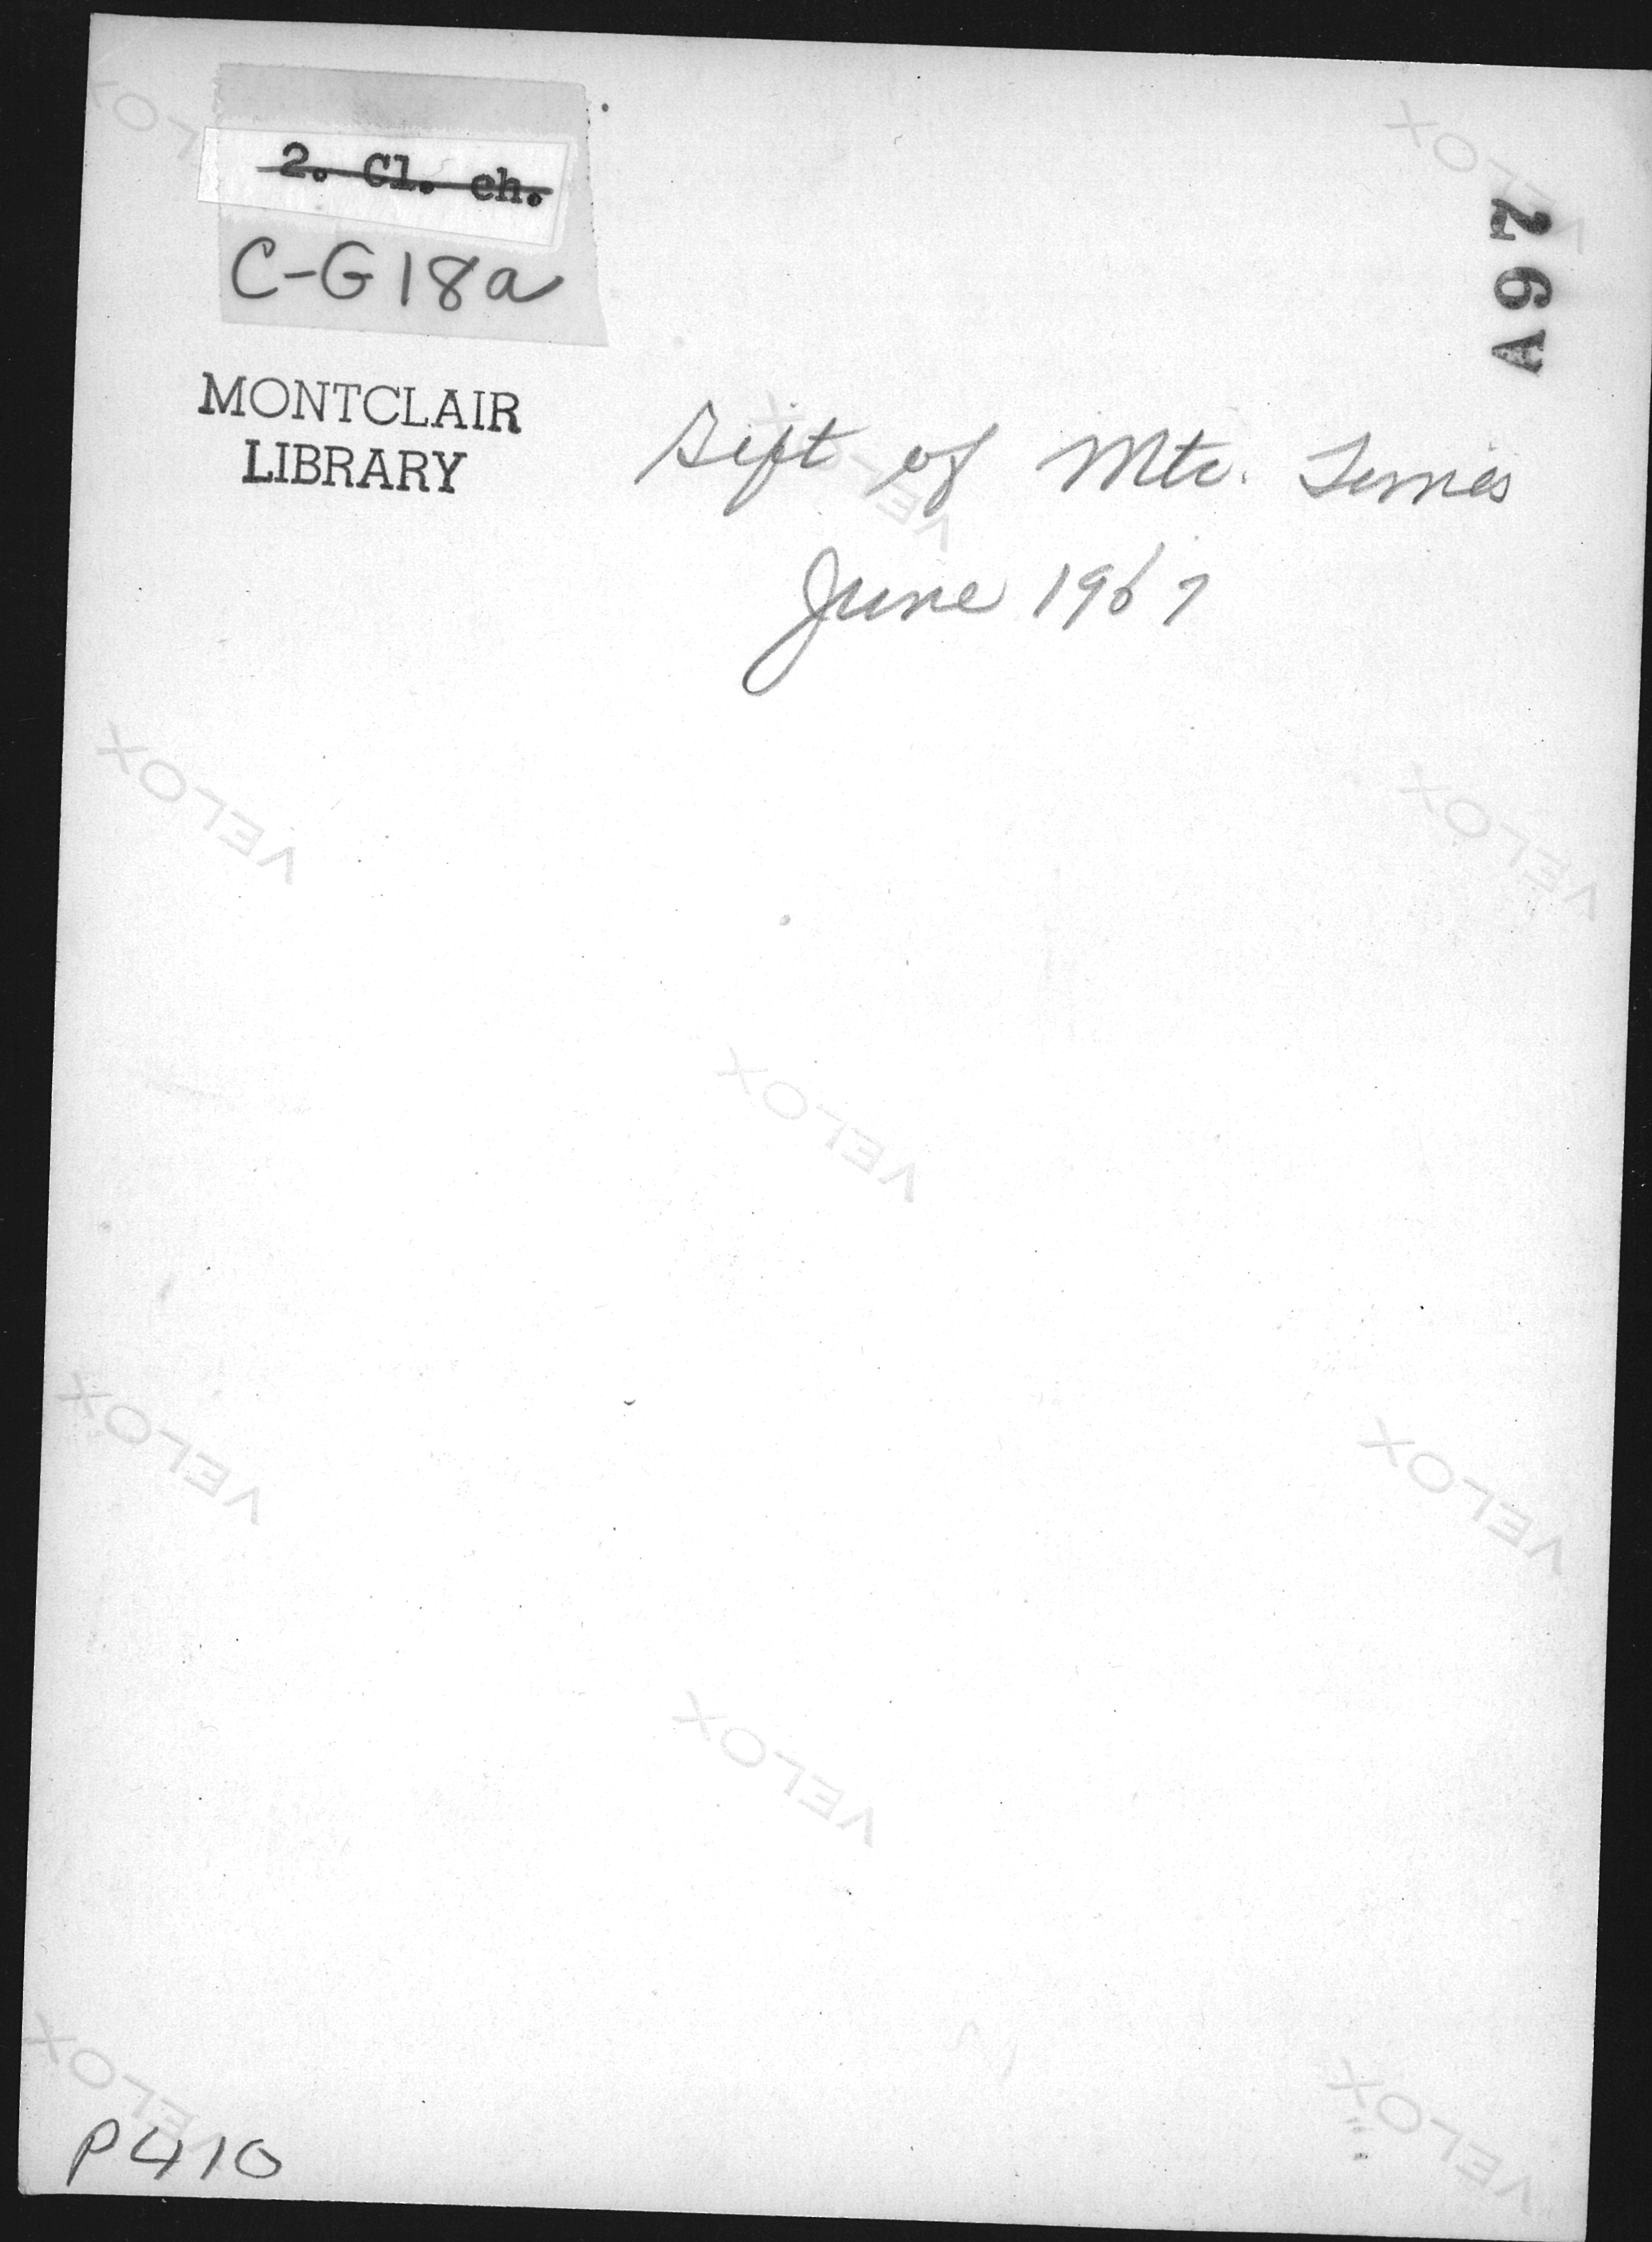 2. Cl. ch.
C-G18a
MONTCLAIR
LIBRARY
Gift of Mtc. Times
June 1967
A97
VELOX
VELOX
VELOX
VELOX
VELOX
VELOX
VELOX
VELOX
VELOX
VELOX
VELOX
P410